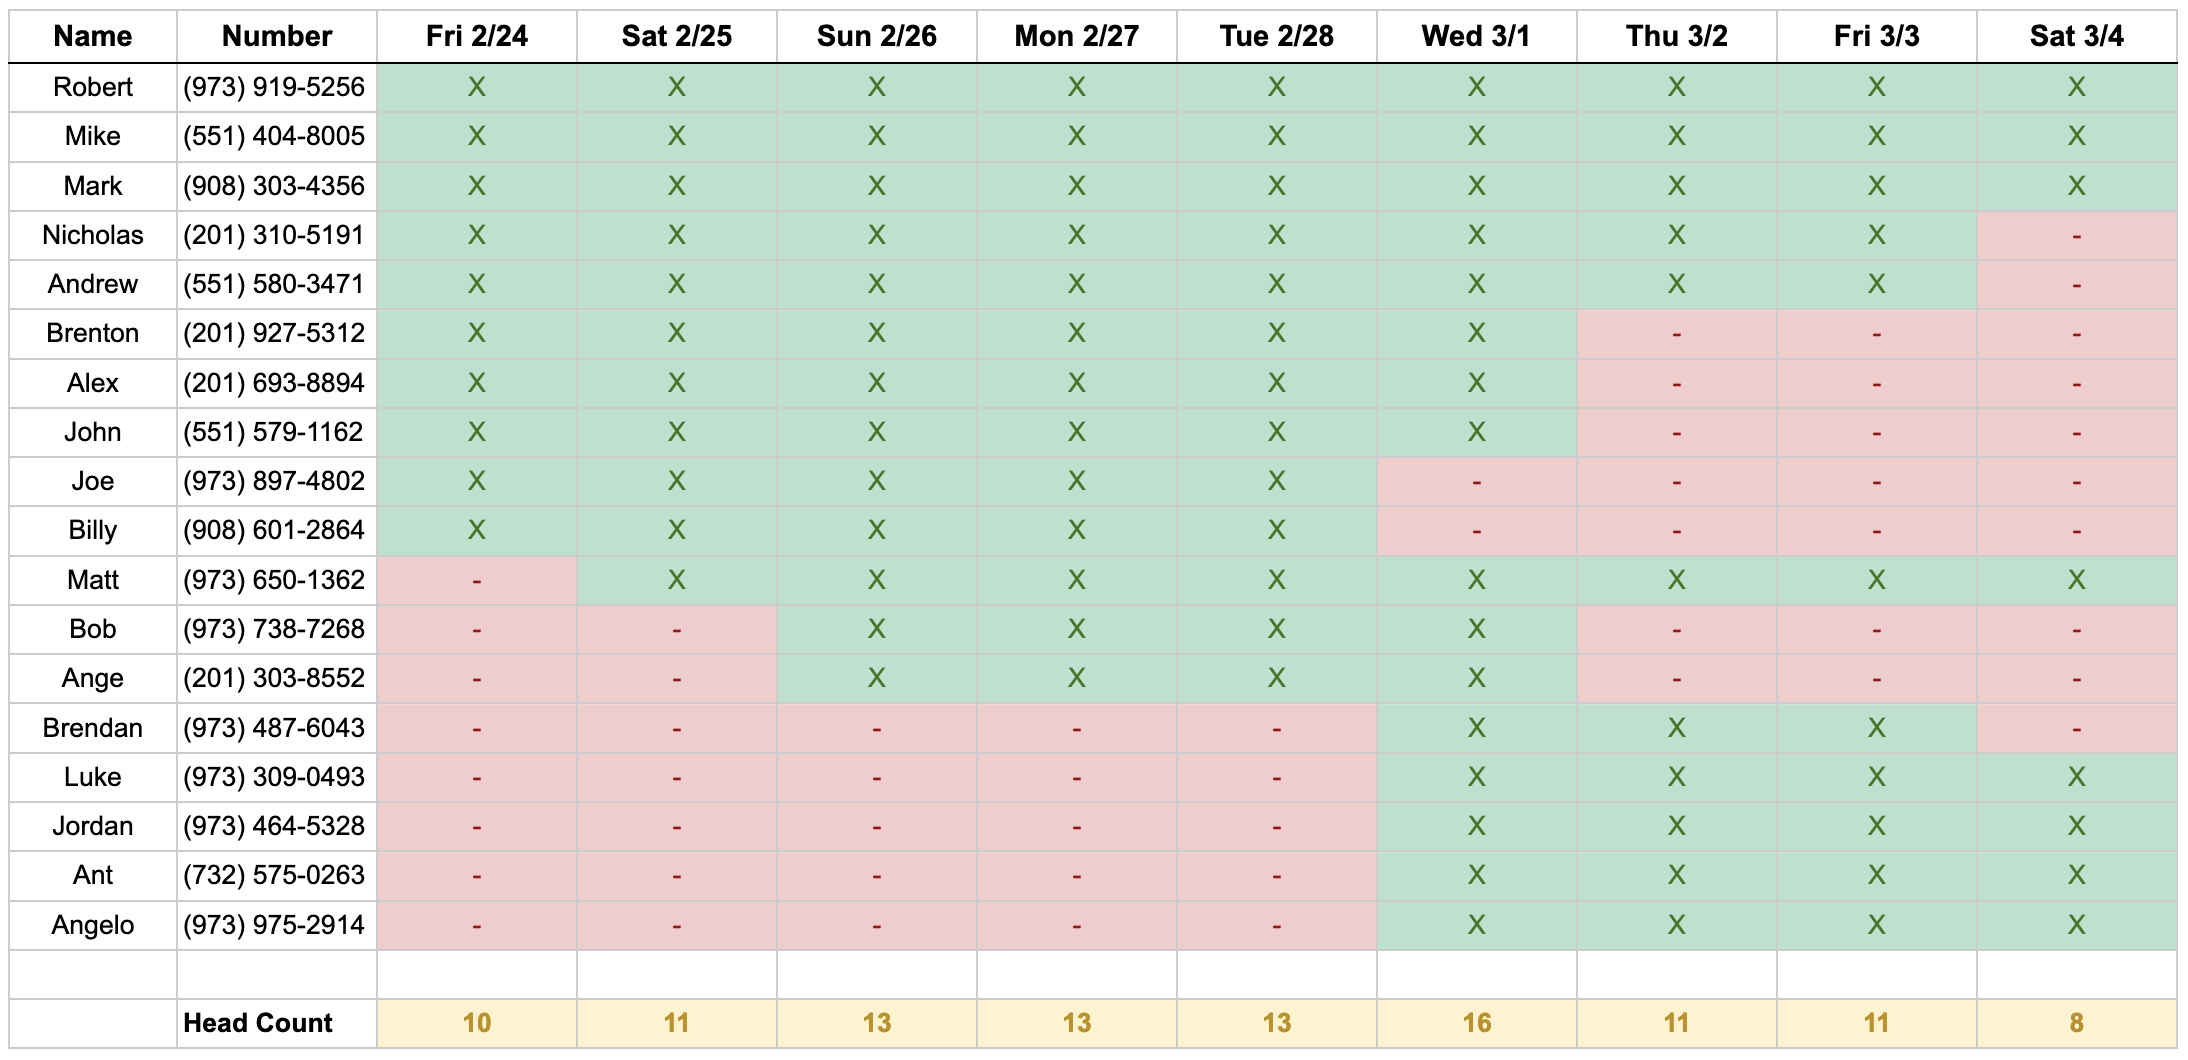 Name Number Fri 2/24 Sat 2/25 Sun 2/26 Mon 2/27 Tue 2/28 Wed 3/1 Thu 3/2 Fri 3/3 Sat 3/4
Robert (973) 919-5256 X X X X X X X X X
Mike (551) 404-8005 X X X X X X X X X
Mark (908) 303-4356 X X X X X X X X X
Nicholas (201) 310-5191 X X X X X X X X -
Andrew (551) 580-3471 X X X X X X X X -
Brenton (201) 927-5312 X X X X X X - - -
Alex (201) 693-8894 X X X X X X - - -
John (551) 579-1162 X X X X X X - - -
Joe (973) 897-4802 X X X X X - - - -
Billy (908) 601-2864 X X X X X - - - -
Matt (973) 650-1362 - X X X X X X X X
Bob (973) 738-7268 - - X X X X - - -
Ange (201) 303-8552 - - X X X X - - -
Brendan (973) 487-6043 - - - - - X X X -
Luke (973) 309-0493 - - - - - X X X X
Jordan (973) 464-5328 - - - - - X X X X
Ant (732) 575-0263 - - - - - X X X X
Angelo (973) 975-2914 - - - - - X X X X
Head Count 10 11 13 13 13 16 11 11 8